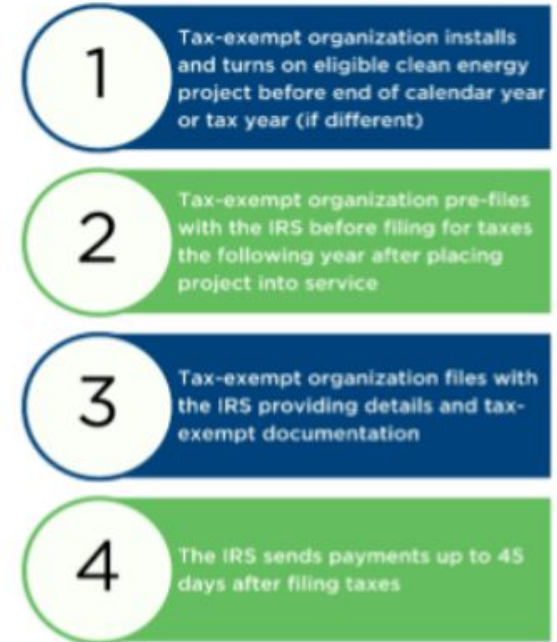 1
Tax-exempt organization installs
and turns on eligible clean energy
project before end of calendar year
or tax year (if different)
2
Tax-exempt organization pre-files
with the IRS before filing for taxes
the following year after placing
project into service
3
Tax-exempt organization files with
the IRS providing details and tax-
exempt documentation
4
The IRS sends payments up to 45
days after filing taxes